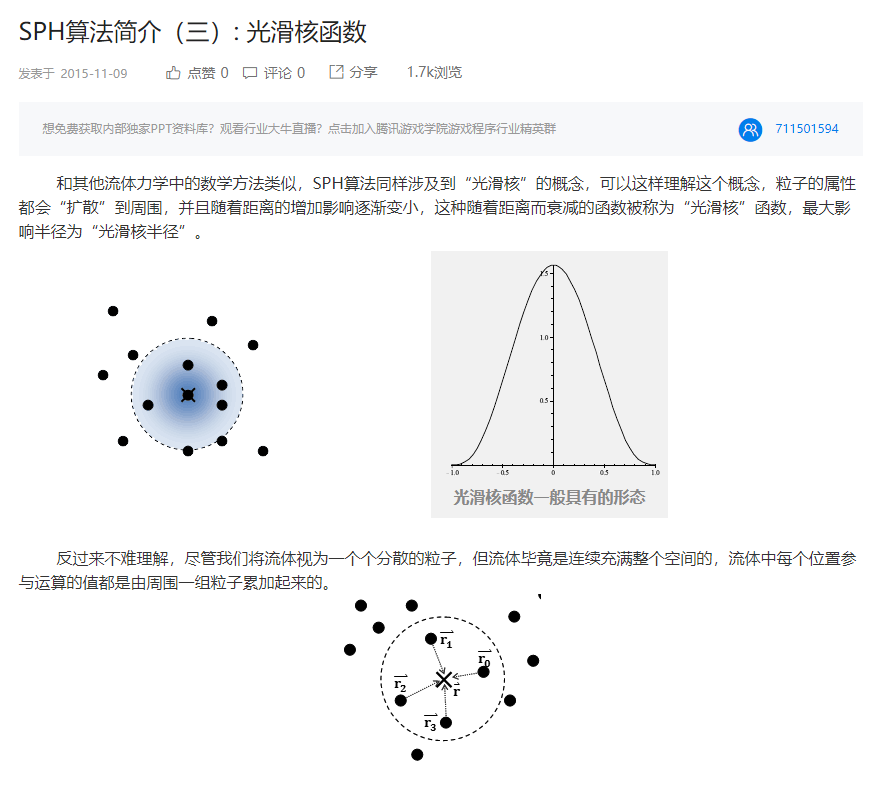 SPH算法简介（三）: 光滑核函数
发表于 2015-11-09 点赞 0 评论 0 分享 1.7k浏览
想免费获取内部独家PPT资料库？观看行业大牛直播？点击加入腾讯游戏学院游戏程序行业精英群 711501594
和其他流体力学中的数学方法类似，SPH算法同样涉及到“光滑核”的概念，可以这样理解这个概念，粒子的属性
都会“扩散”到周围，并且随着距离的增加影响逐渐变小，这种随着距离而衰减的函数被称为“光滑核”函数，最大影
响半径为“光滑核半径”。
1.5
1.0
0.5
-1.0 -0.5 0 0.5 1.0
光滑核函数一般具有的形态
反过来不难理解，尽管我们将流体视为一个个分散的粒子，但流体毕竟是连续充满整个空间的，流体中每个位置参
与运算的值都是由周围一组粒子累加起来的。
r₁
r₀
r₂
r
r₃